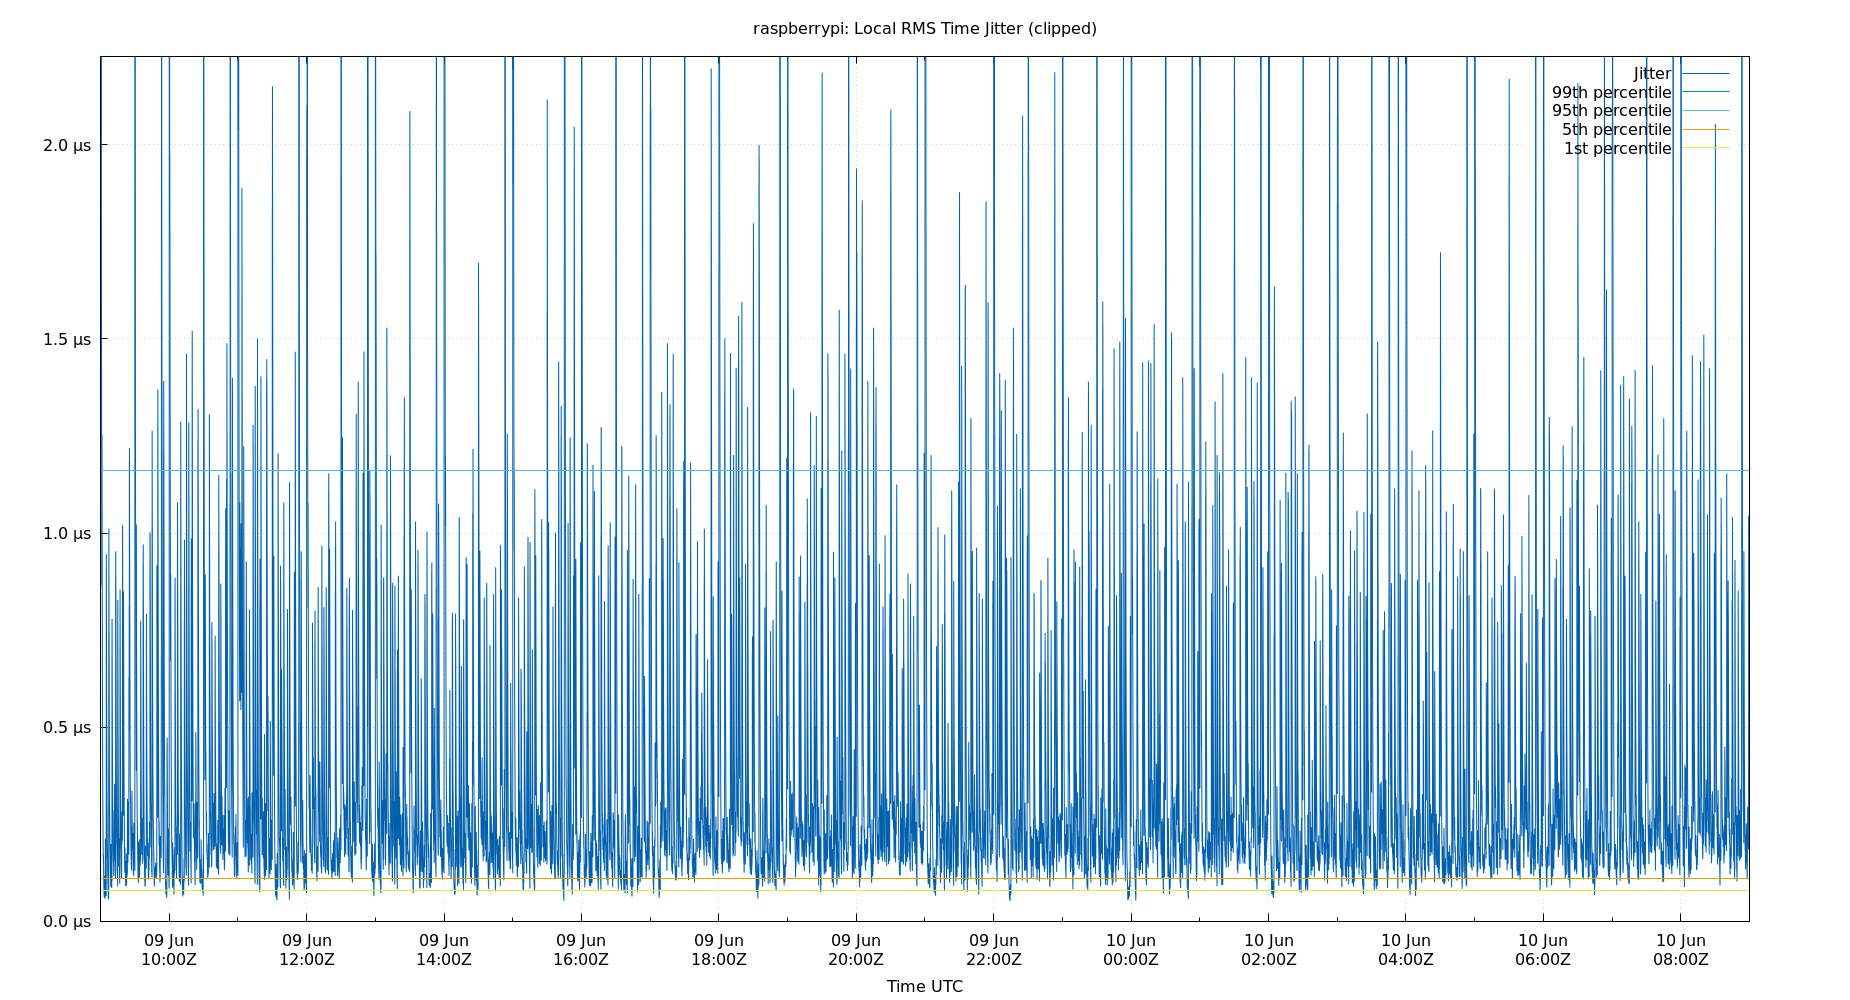 raspberrypi: Local RMS Time Jitter (clipped)
Jitter
99th percentile
95th percentile
5th percentile
1st percentile
2.0 μs
1.5 μs
1.0 μs
0.5 μs
0.0 μs
09 Jun 09 Jun 09 Jun 09 Jun 09 Jun 09 Jun 09 Jun 10 Jun 10 Jun 10 Jun 10 Jun 10 Jun
10:00Z 12:00Z 14:00Z 16:00Z 18:00Z 20:00Z 22:00Z 00:00Z 02:00Z 04:00Z 06:00Z 08:00Z
Time UTC